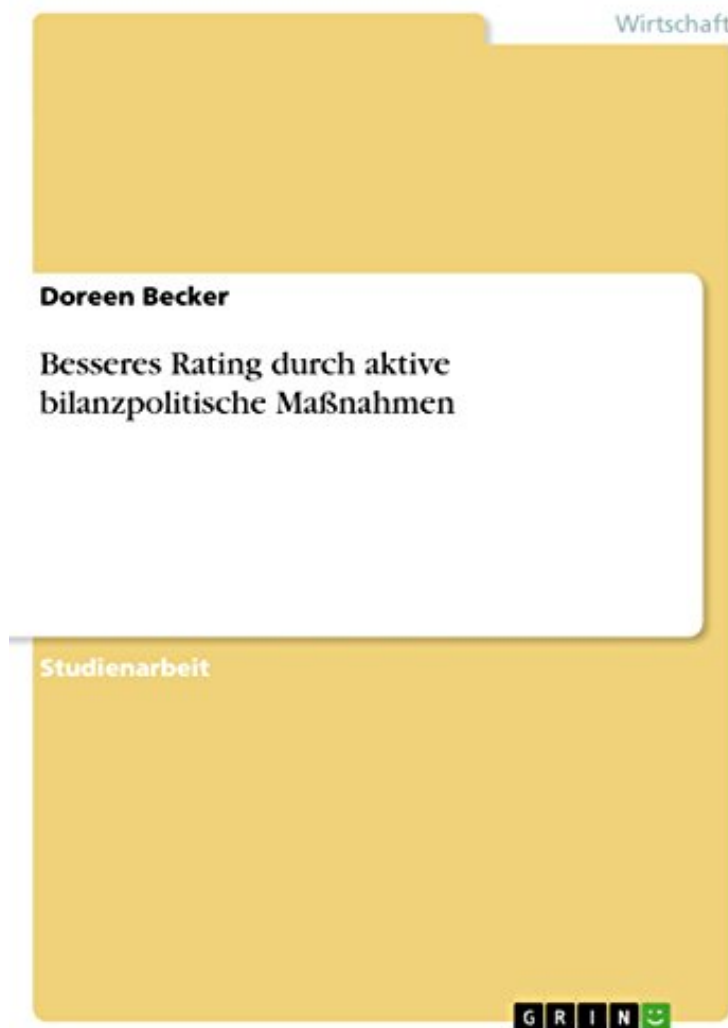 Wirtschaft
Doreen Becker
Besseres Rating durch aktive
bilanzpolitische Maßnahmen
Studienarbeit
GRIN